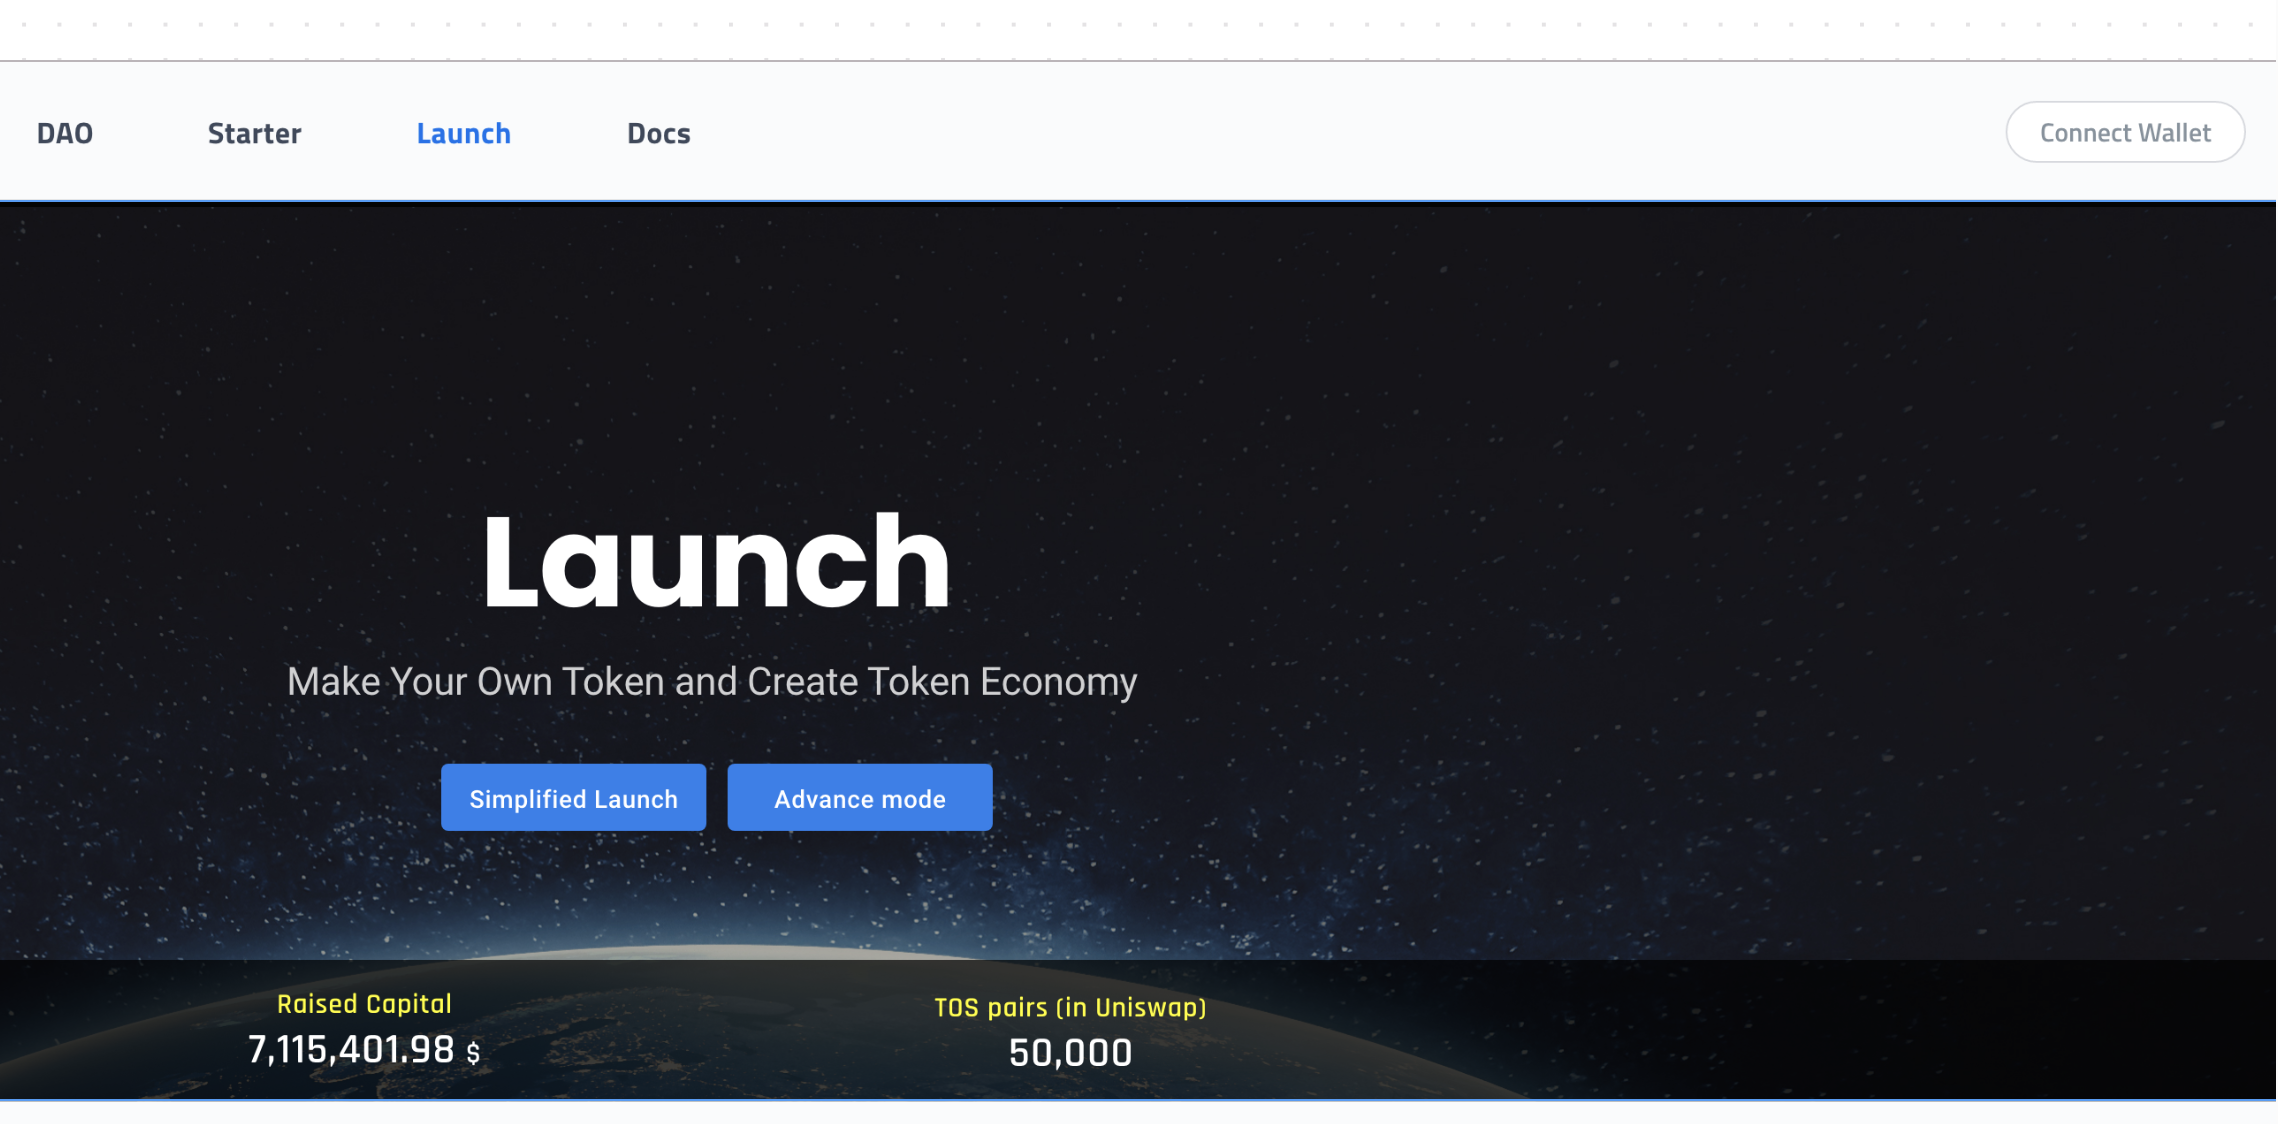 DAO Starter Launch Docs Connect Wallet
Launch
Make Your Own Token and Create Token Economy
Simplified Launch Advance mode
Raised Capital TOS pairs (in Uniswap)
7,115,401.98 $ 50,000